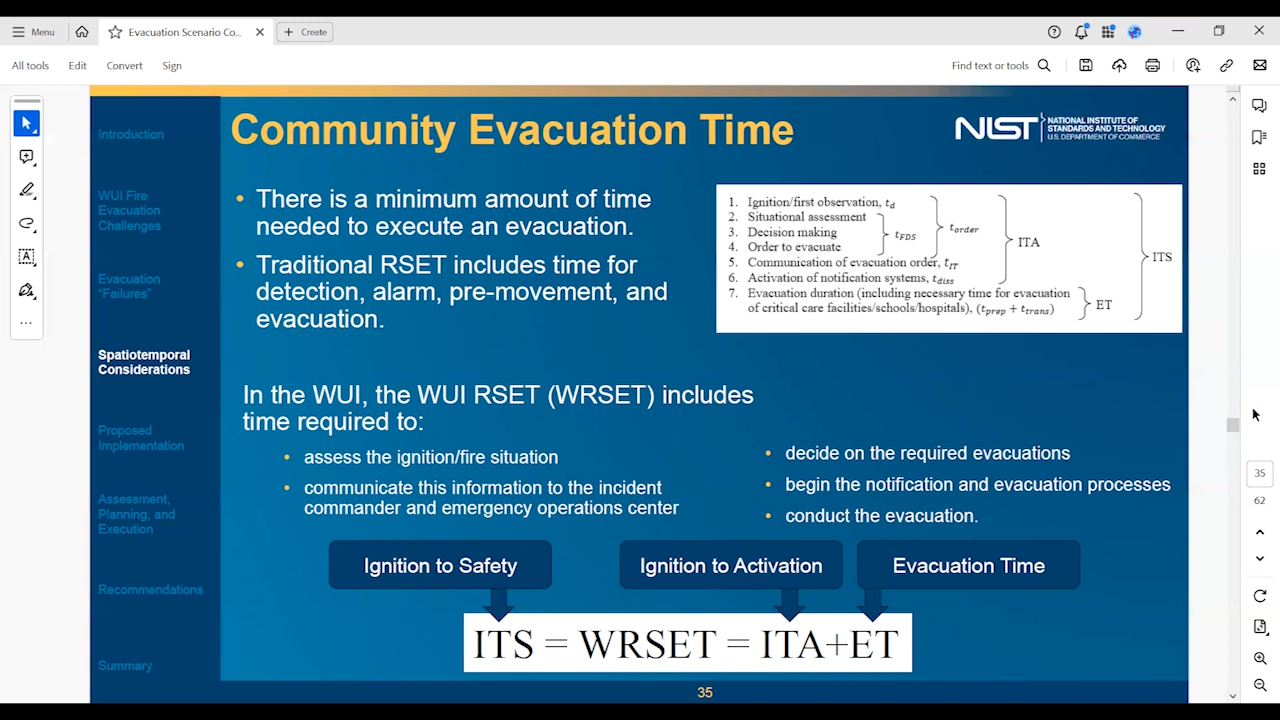 Menu
Evacuation Scenario Co...
Create
All tools
Edit
Convert
Sign
Find text or tools
Introduction
WUI Fire
Evacuation
Challenges
Evacuation
“Failures”
Spatiotemporal
Considerations
Proposed
Implementation
Assessment,
Planning, and
Execution
Recommendations
Summary
Community Evacuation Time
NIST
NATIONAL INSTITUTE OF
STANDARDS AND TECHNOLOGY
U.S. DEPARTMENT OF COMMERCE
• There is a minimum amount of time
needed to execute an evacuation.
• Traditional RSET includes time for
detection, alarm, pre-movement, and
evacuation.
1. Ignition/first observation, t_d
2. Situational assessment
3. Decision making
4. Order to evacuate
5. Communication of evacuation order, t_IT
6. Activation of notification systems, t_diss
7. Evacuation duration (including necessary time for evacuation
of critical care facilities/schools/hospitals), (t_prep + t_trans)
t_FDS
t_order
ITA
ET
ITS
In the WUI, the WUI RSET (WRSET) includes
time required to:
• assess the ignition/fire situation
• communicate this information to the incident
commander and emergency operations center
• decide on the required evacuations
• begin the notification and evacuation processes
• conduct the evacuation.
Ignition to Safety
Ignition to Activation
Evacuation Time
ITS = WRSET = ITA+ET
35
35
62